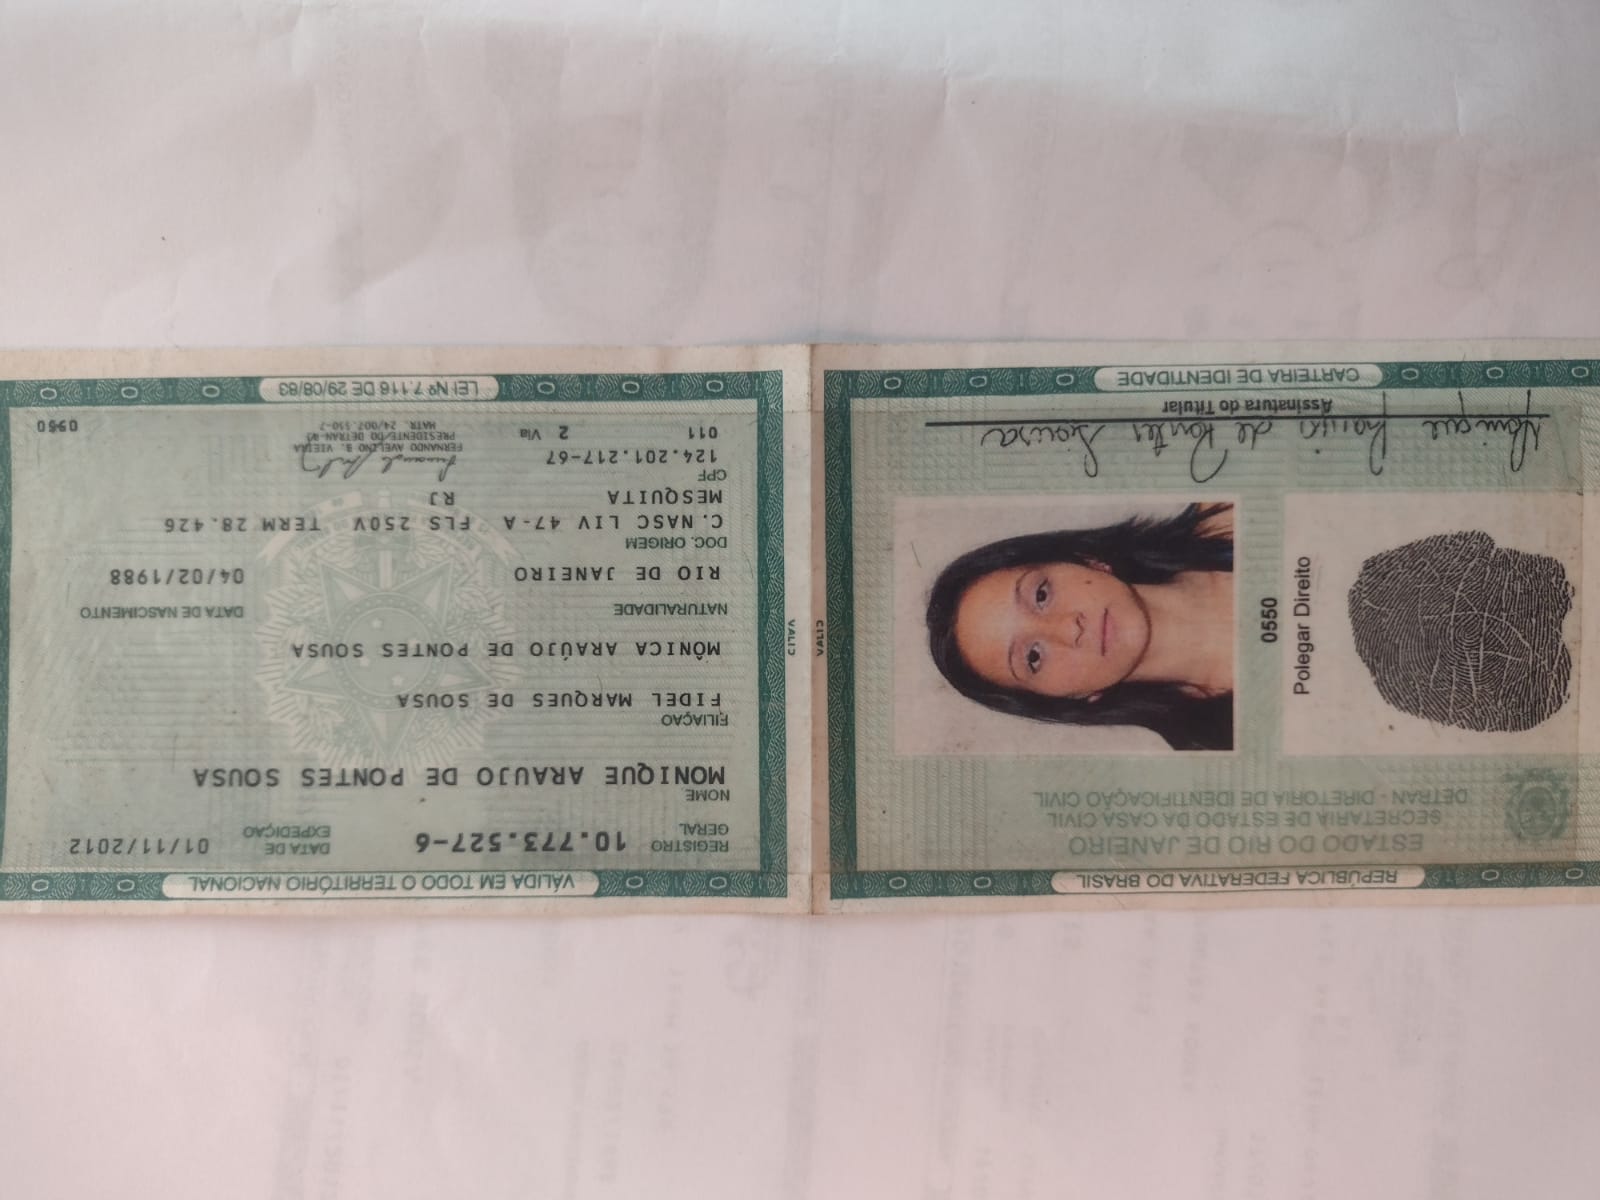 REPÚBLICA FEDERATIVA DO BRASIL
ESTADO DO RIO DE JANEIRO
SECRETARIA DE ESTADO DA CASA CIVIL
DETRAN - DIRETORIA DE IDENTIFICAÇÃO CIVIL
Polegar Direito
0550
Monique Araujo de Pontes Sousa
Assinatura do Titular
CARTEIRA DE IDENTIDADE
VÁLIDA EM TODO O TERRITÓRIO NACIONAL
REGISTRO GERAL 10.773.527-6 DATA DE EXPEDIÇÃO 01/11/2012
NOME
MONIQUE ARAUJO DE PONTES SOUSA
FILIAÇÃO
FIDEL MARQUES DE SOUSA
MÔNICA ARAÚJO DE PONTES SOUSA
NATURALIDADE DATA DE NASCIMENTO
RIO DE JANEIRO 04/02/1988
DOC. ORIGEM
C. NASC LIV 47-A FLS 250V TERM 28.426
MESQUITA RJ
CPF
124.201.217-67
011 2 Via
FERNANDO AVELINO B. VIEIRA
PRESIDENTE DO DETRAN-RJ
0550
LEI Nº 7.116 DE 29/08/83